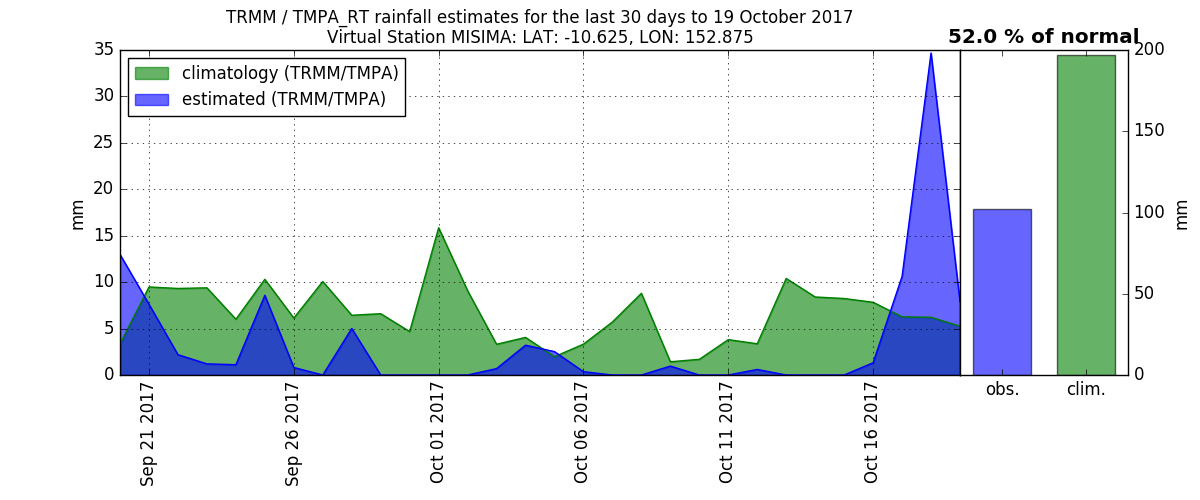 TRMM / TMPA_RT rainfall estimates for the last 30 days to 19 October 2017
Virtual Station MISIMA: LAT: -10.625, LON: 152.875
52.0 % of normal
climatology (TRMM/TMPA)
estimated (TRMM/TMPA)
35
30
25
20
15
10
5
0
mm
Sep 21 2017
Sep 26 2017
Oct 01 2017
Oct 06 2017
Oct 11 2017
Oct 16 2017
obs.
clim.
200
150
100
50
0
mm